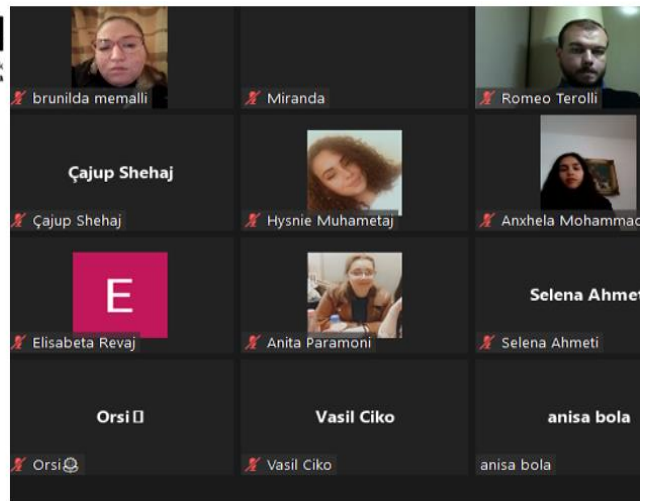 brunilda memalli
Miranda
Romeo Terolli
Çajup Shehaj
Çajup Shehaj
Hysnie Muhametaj
Anxhela Mohammad
E
Elisabeta Revaj
Anita Paramoni
Selena Ahmet
Selena Ahmeti
Orsi
Orsi
Vasil Ciko
Vasil Ciko
anisa bola
anisa bola